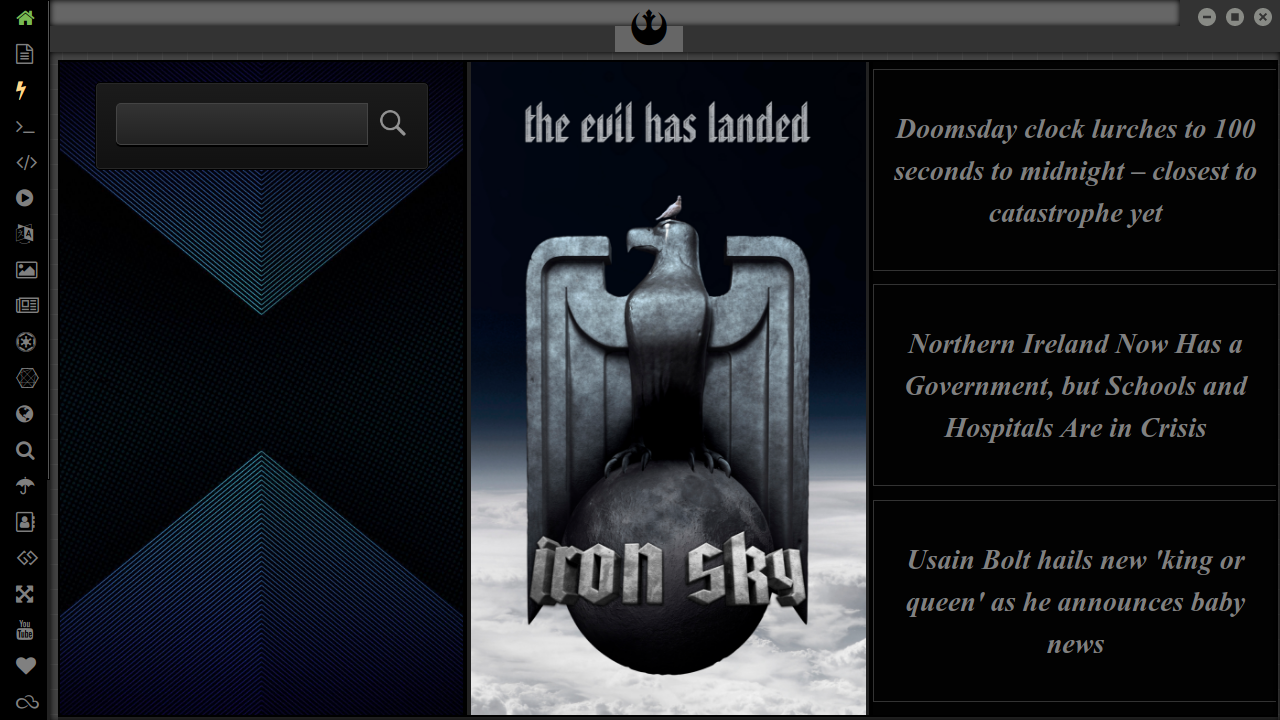 the evil has landed
iron sky
Doomsday clock lurches to 100
seconds to midnight – closest to
catastrophe yet
Northern Ireland Now Has a
Government, but Schools and
Hospitals Are in Crisis
Usain Bolt hails new 'king or
queen' as he announces baby
news
You
Tube